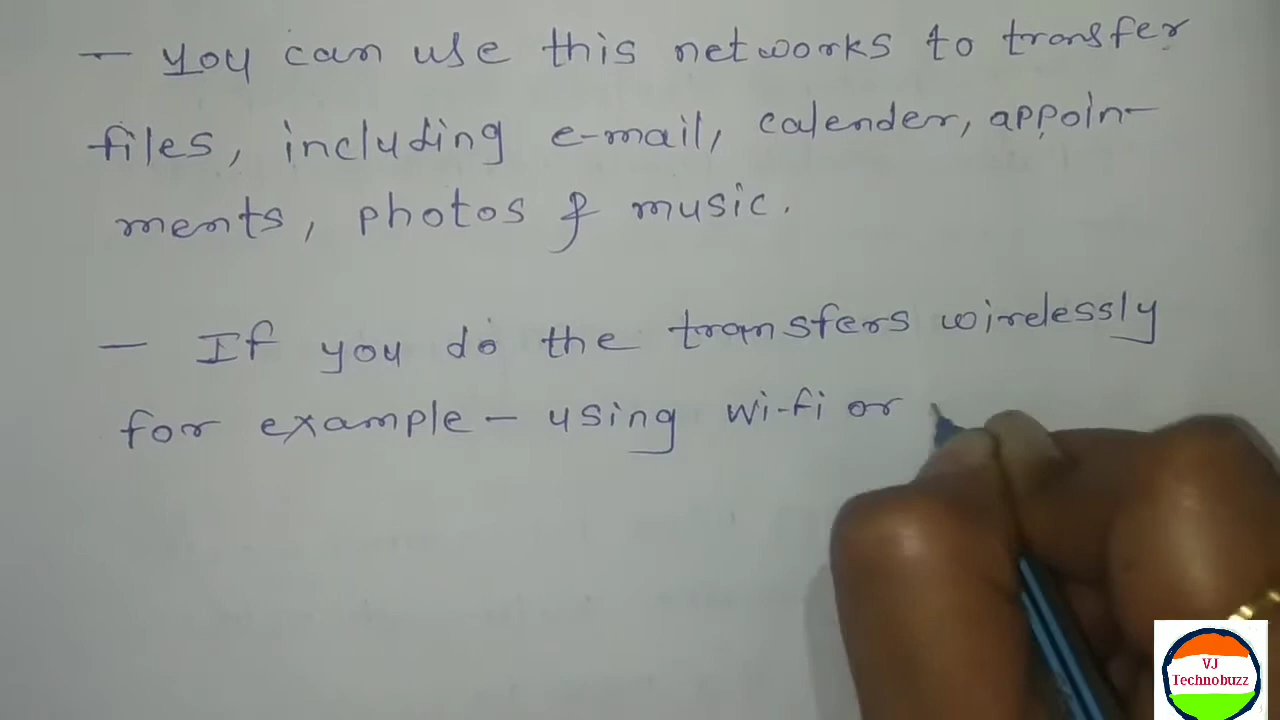 — you can use this networks to transfer
files, including e-mail, calender, appoin-
ments, photos & music.
— If you do the transfers wirelessly
for example - using wi-fi or
VJ
Technobuzz